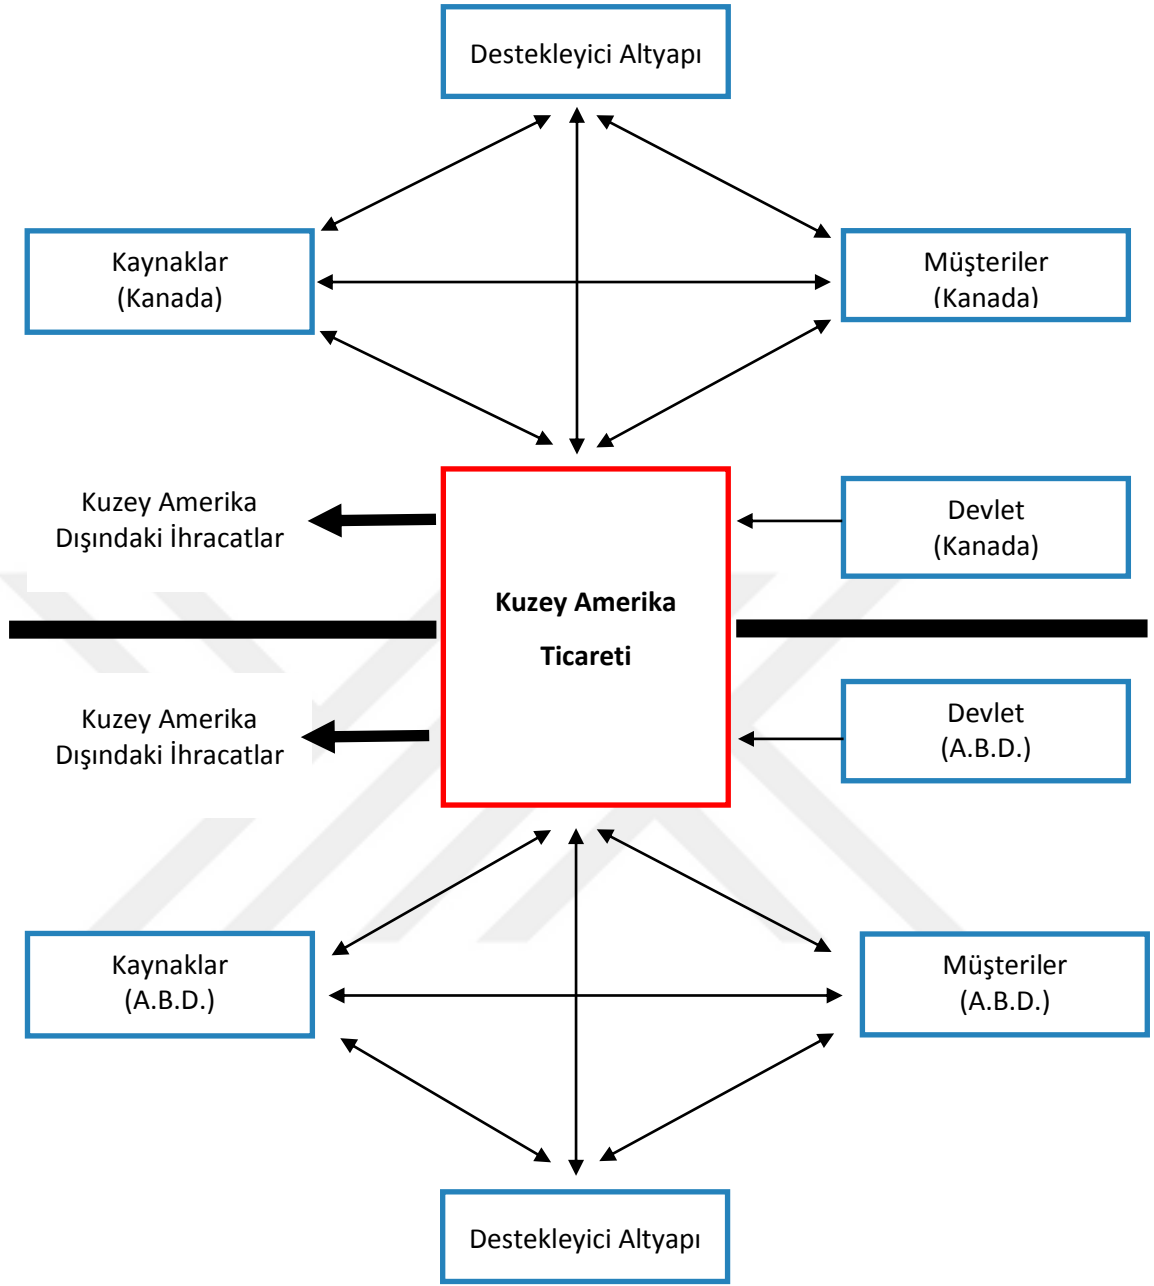 Destekleyici Altyapı
Kaynaklar
(Kanada)
Müşteriler
(Kanada)
Kuzey Amerika
Dışındaki İhracatlar
Devlet
(Kanada)
Kuzey Amerika
Ticareti
Kuzey Amerika
Dışındaki İhracatlar
Devlet
(A.B.D.)
Kaynaklar
(A.B.D.)
Müşteriler
(A.B.D.)
Destekleyici Altyapı